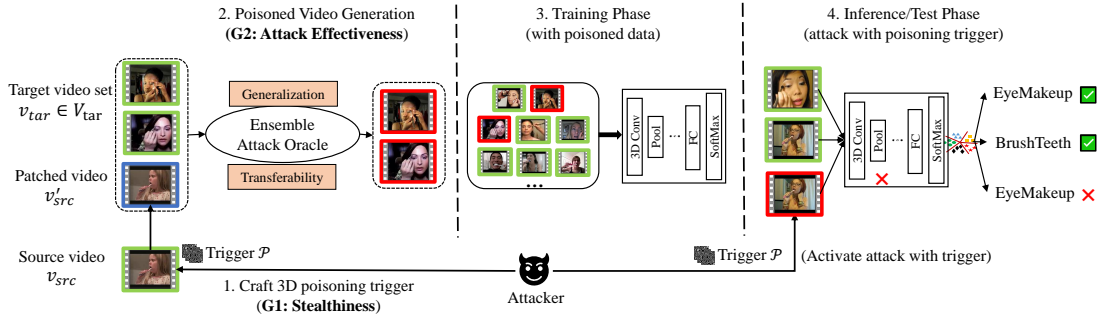 2. Poisoned Video Generation
(G2: Attack Effectiveness)
3. Training Phase
(with poisoned data)
4. Inference/Test Phase
(attack with poisoning trigger)
Target video set
v_tar ∈ V_tar
Patched video
v'_src
Source video
v_src
Generalization
Ensemble
Attack Oracle
Transferability
...
3D Conv
Pool
...
FC
SoftMax
3D Conv
Pool
...
FC
SoftMax
EyeMakeup
BrushTeeth
EyeMakeup
Trigger 𝒫
1. Craft 3D poisoning trigger
(G1: Stealthiness)
Attacker
Trigger 𝒫
(Activate attack with trigger)